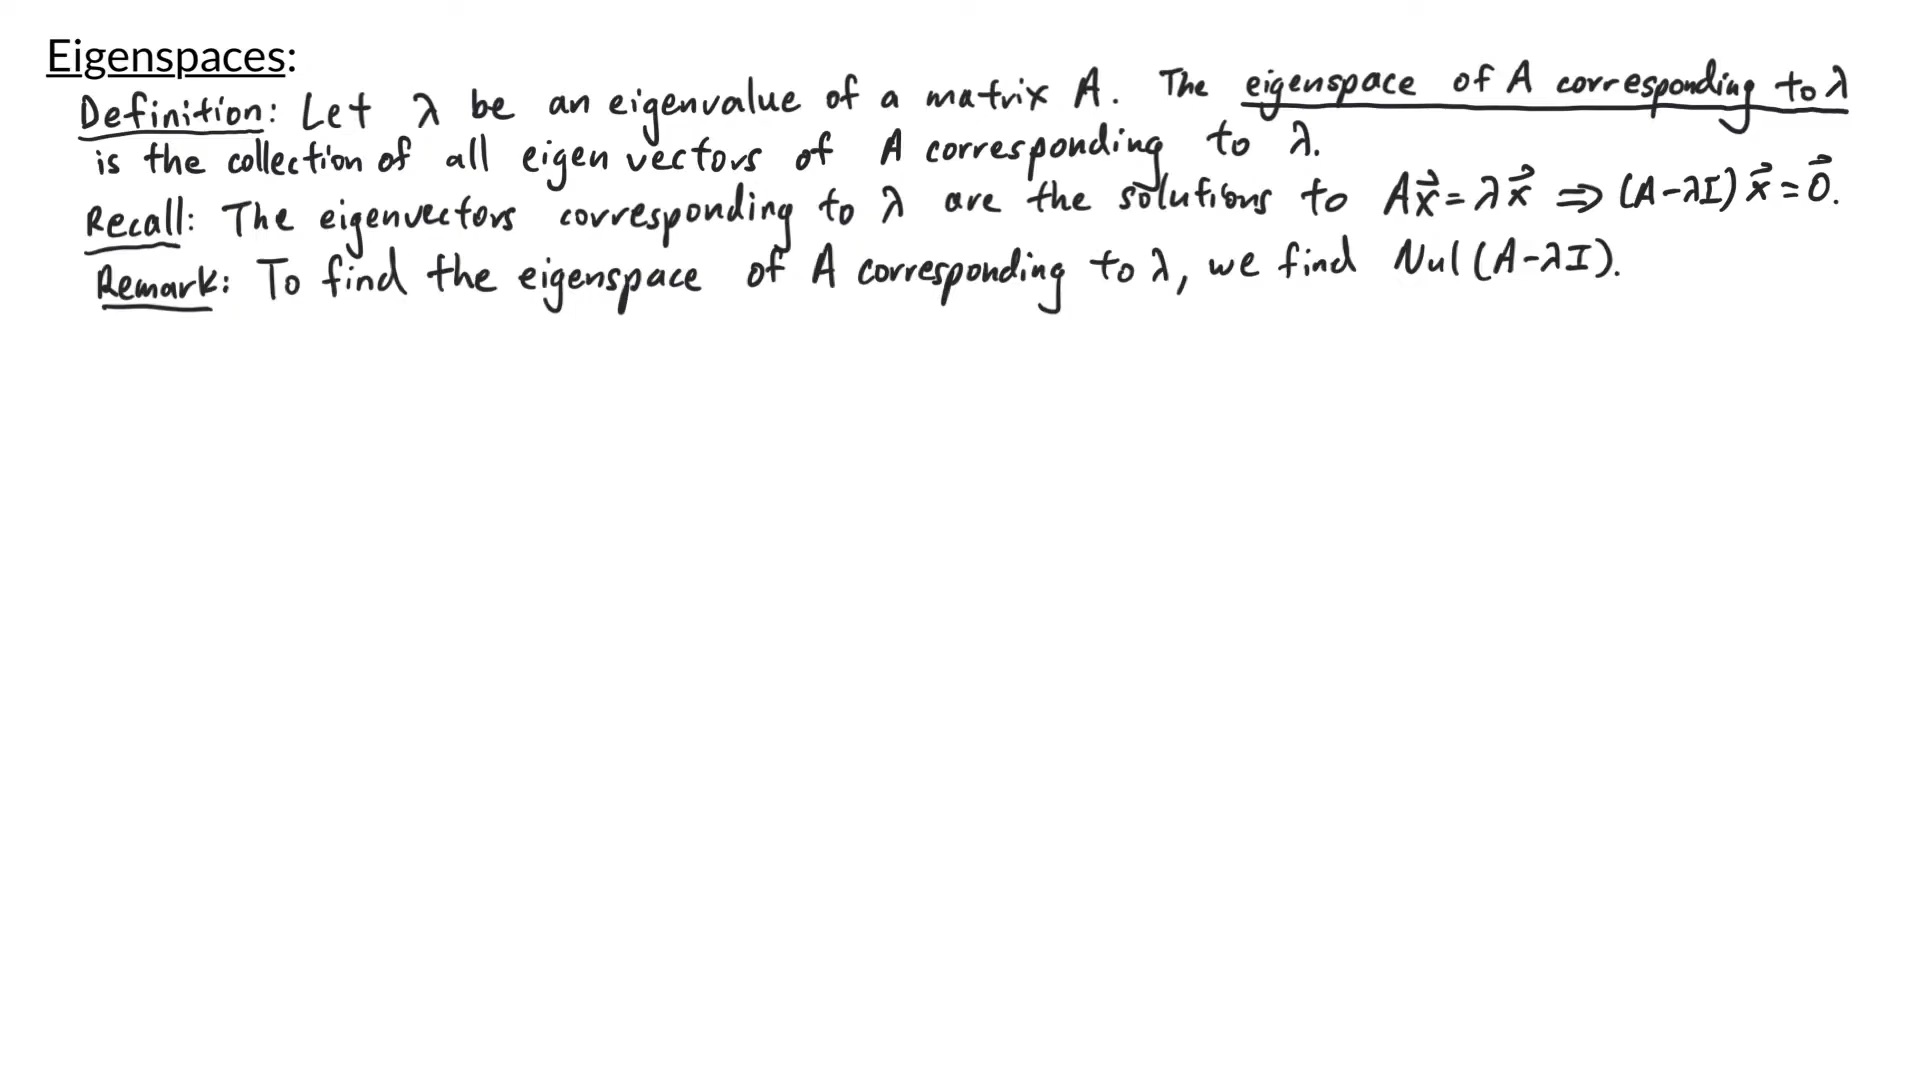 Eigenspaces:
Definition: Let λ be an eigenvalue of a matrix A. The eigenspace of A corresponding to λ
is the collection of all eigen vectors of A corresponding to λ.
Recall: The eigenvectors corresponding to λ are the solutions to Ax⃗ = λx⃗ ⇒ (A-λI)x⃗ = 0⃗.
Remark: To find the eigenspace of A corresponding to λ, we find Nul(A-λI).